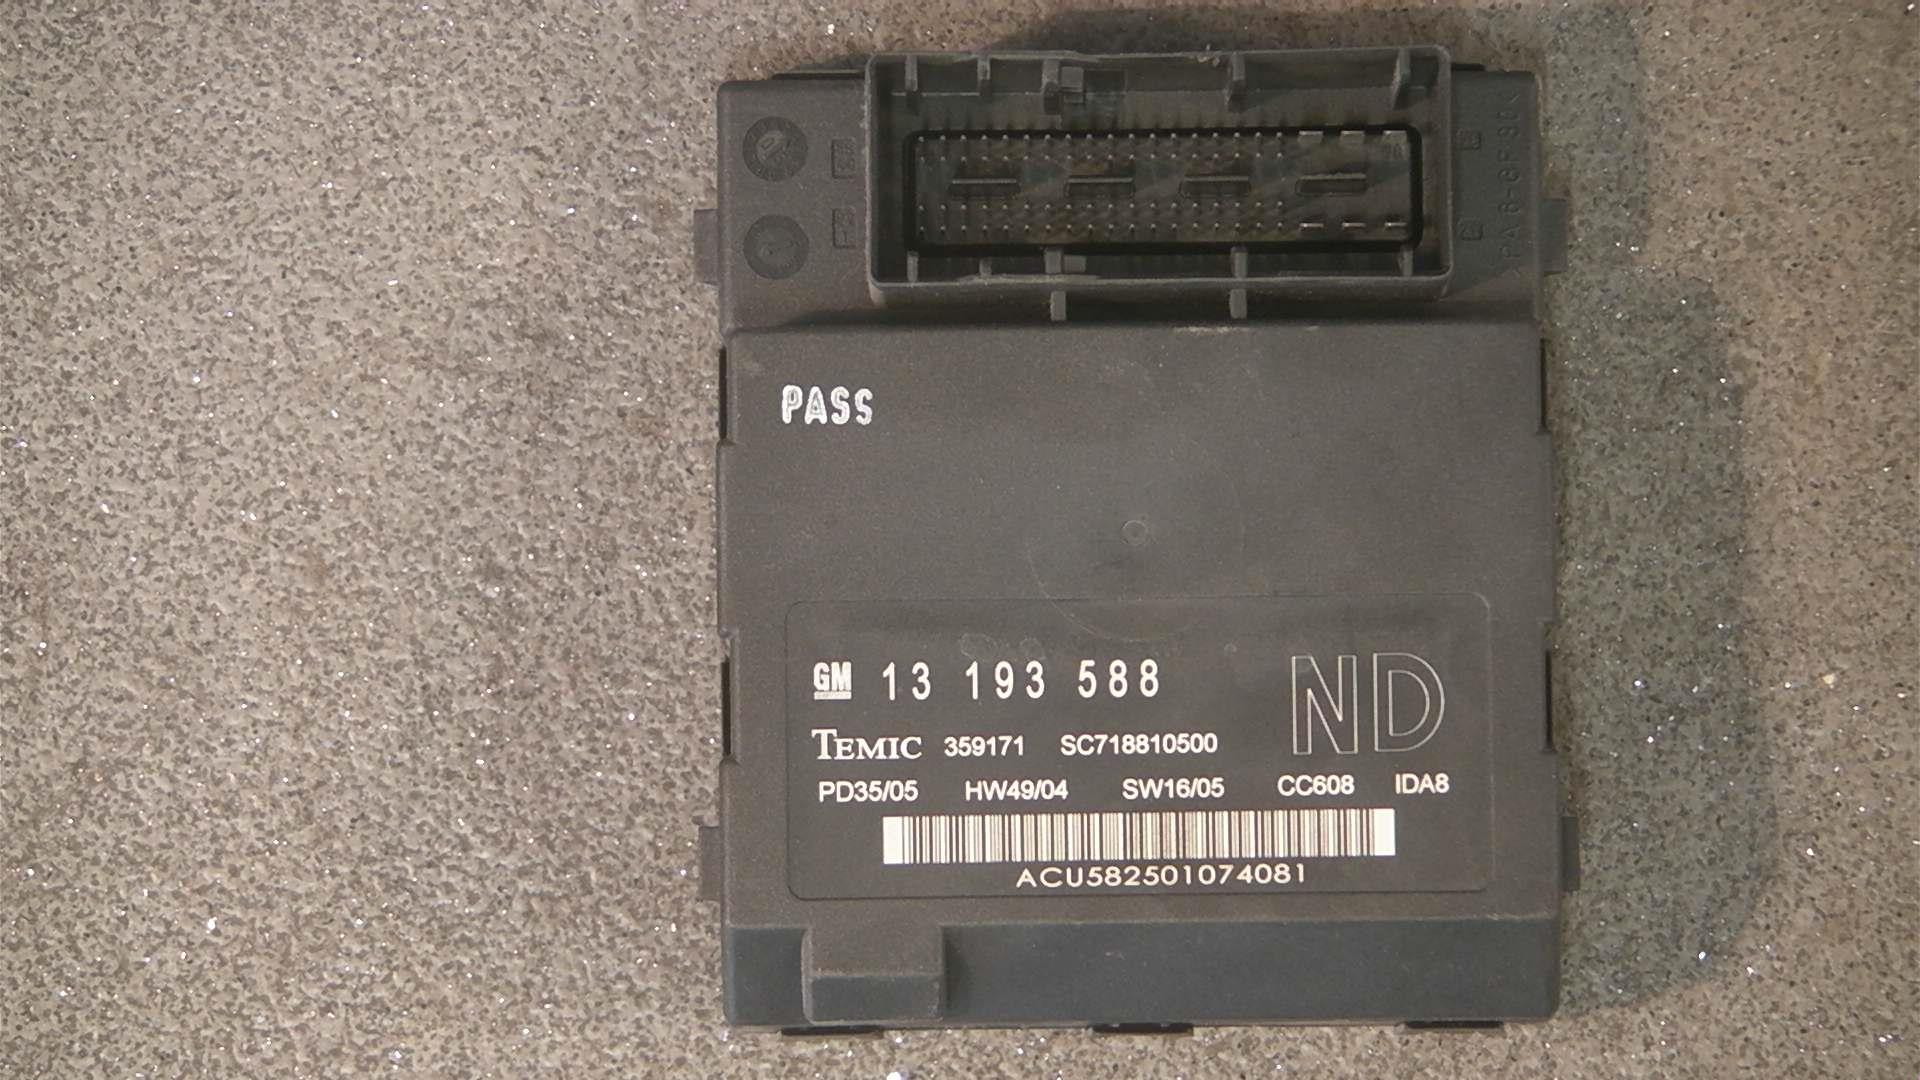 PASS
GM 13 193 588 ND
TEMIC 359171 SC718810500
PD35/05 HW49/04 SW16/05 CC608 IDA8
ACU582501074081